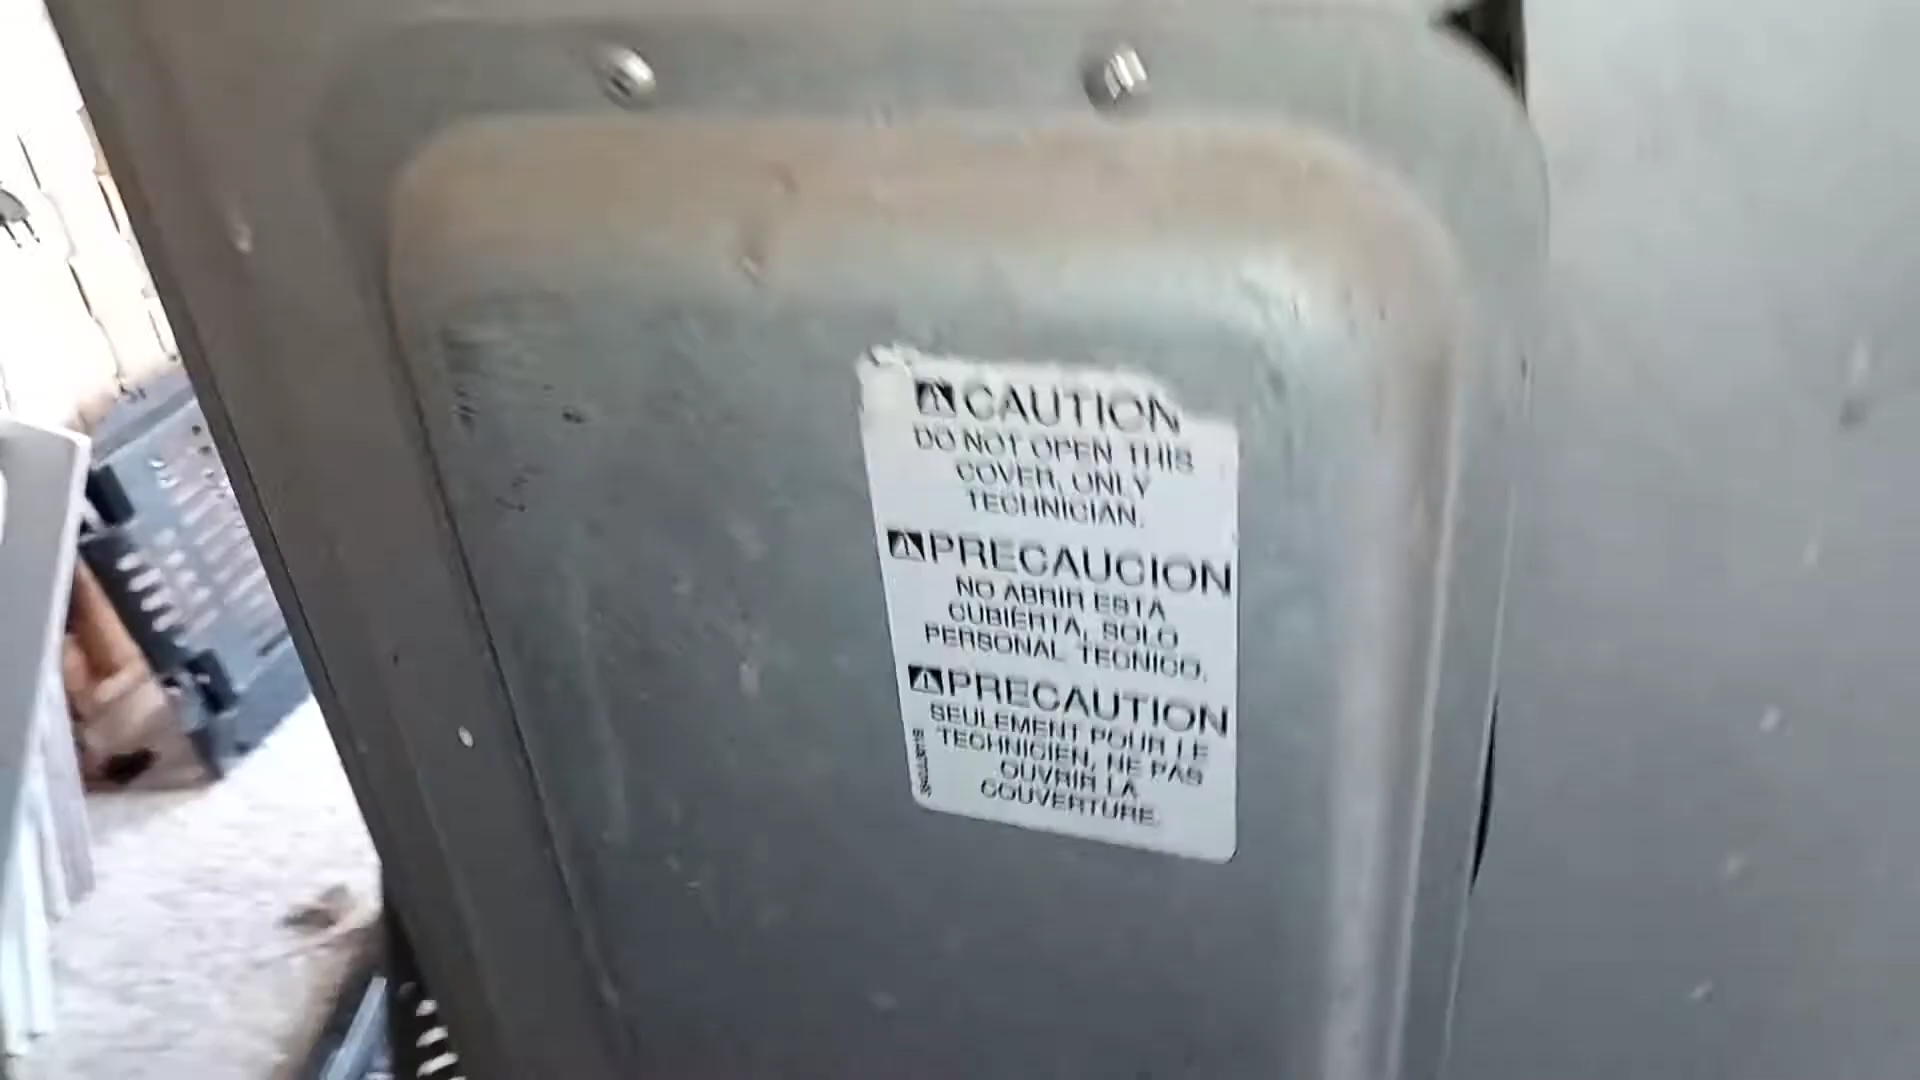 CAUTION
DO NOT OPEN THIS
COVER, ONLY
TECHNICIAN.
PRECAUCION
NO ABRIR ESTA
CUBIERTA, SOLO
PERSONAL TECNICO.
PRECAUTION
SEULEMENT POUR LE
TECHNICIEN, NE PAS
OUVRIR LA
COUVERTURE.